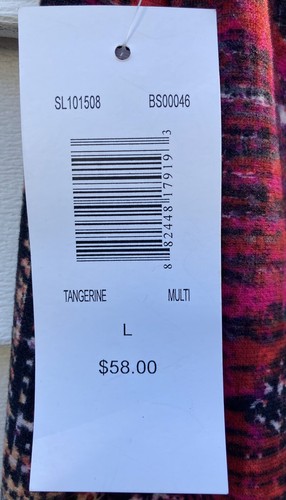 SL101508 BS00046
8 82448 17919 3
TANGERINE MULTI
L
$58.00